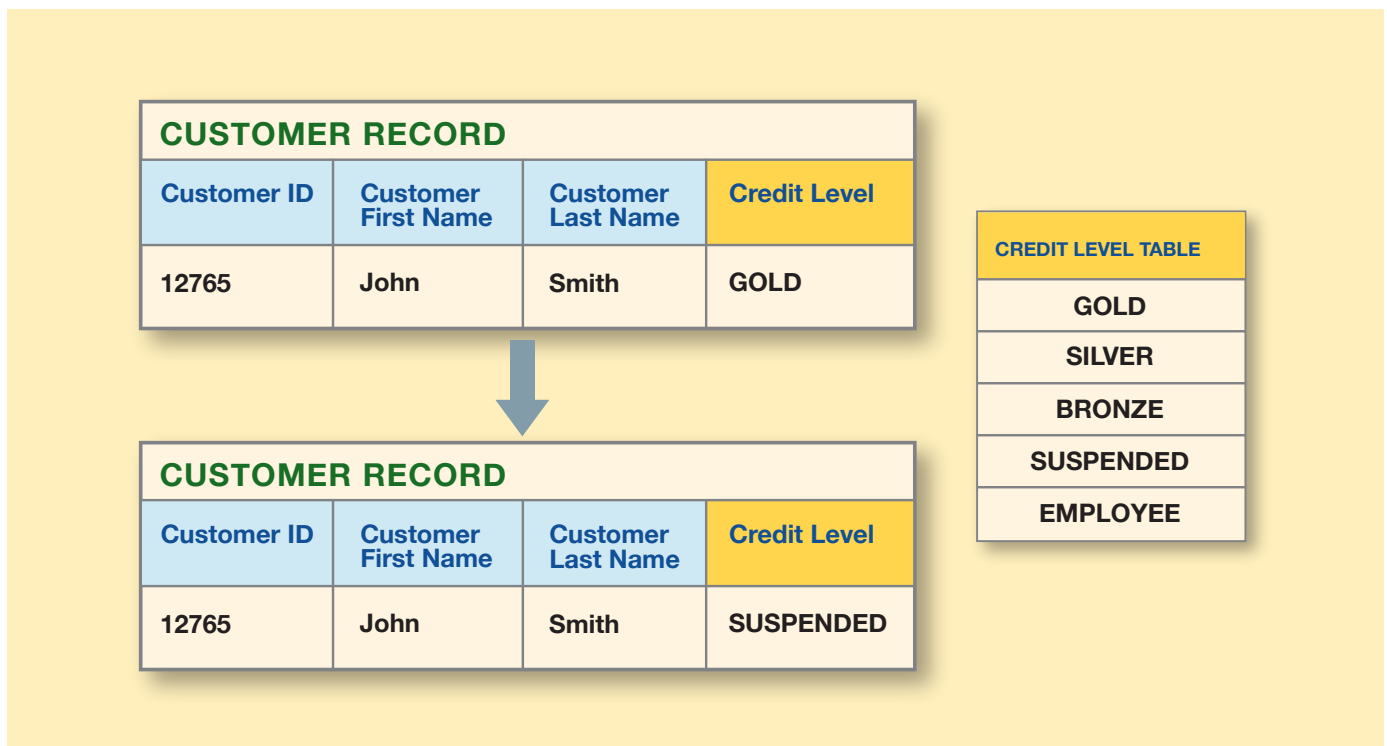 CUSTOMER RECORD
Customer ID
Customer
First Name
Customer
Last Name
Credit Level
12765
John
Smith
GOLD
CUSTOMER RECORD
Customer ID
Customer
First Name
Customer
Last Name
Credit Level
12765
John
Smith
SUSPENDED
CREDIT LEVEL TABLE
GOLD
SILVER
BRONZE
SUSPENDED
EMPLOYEE